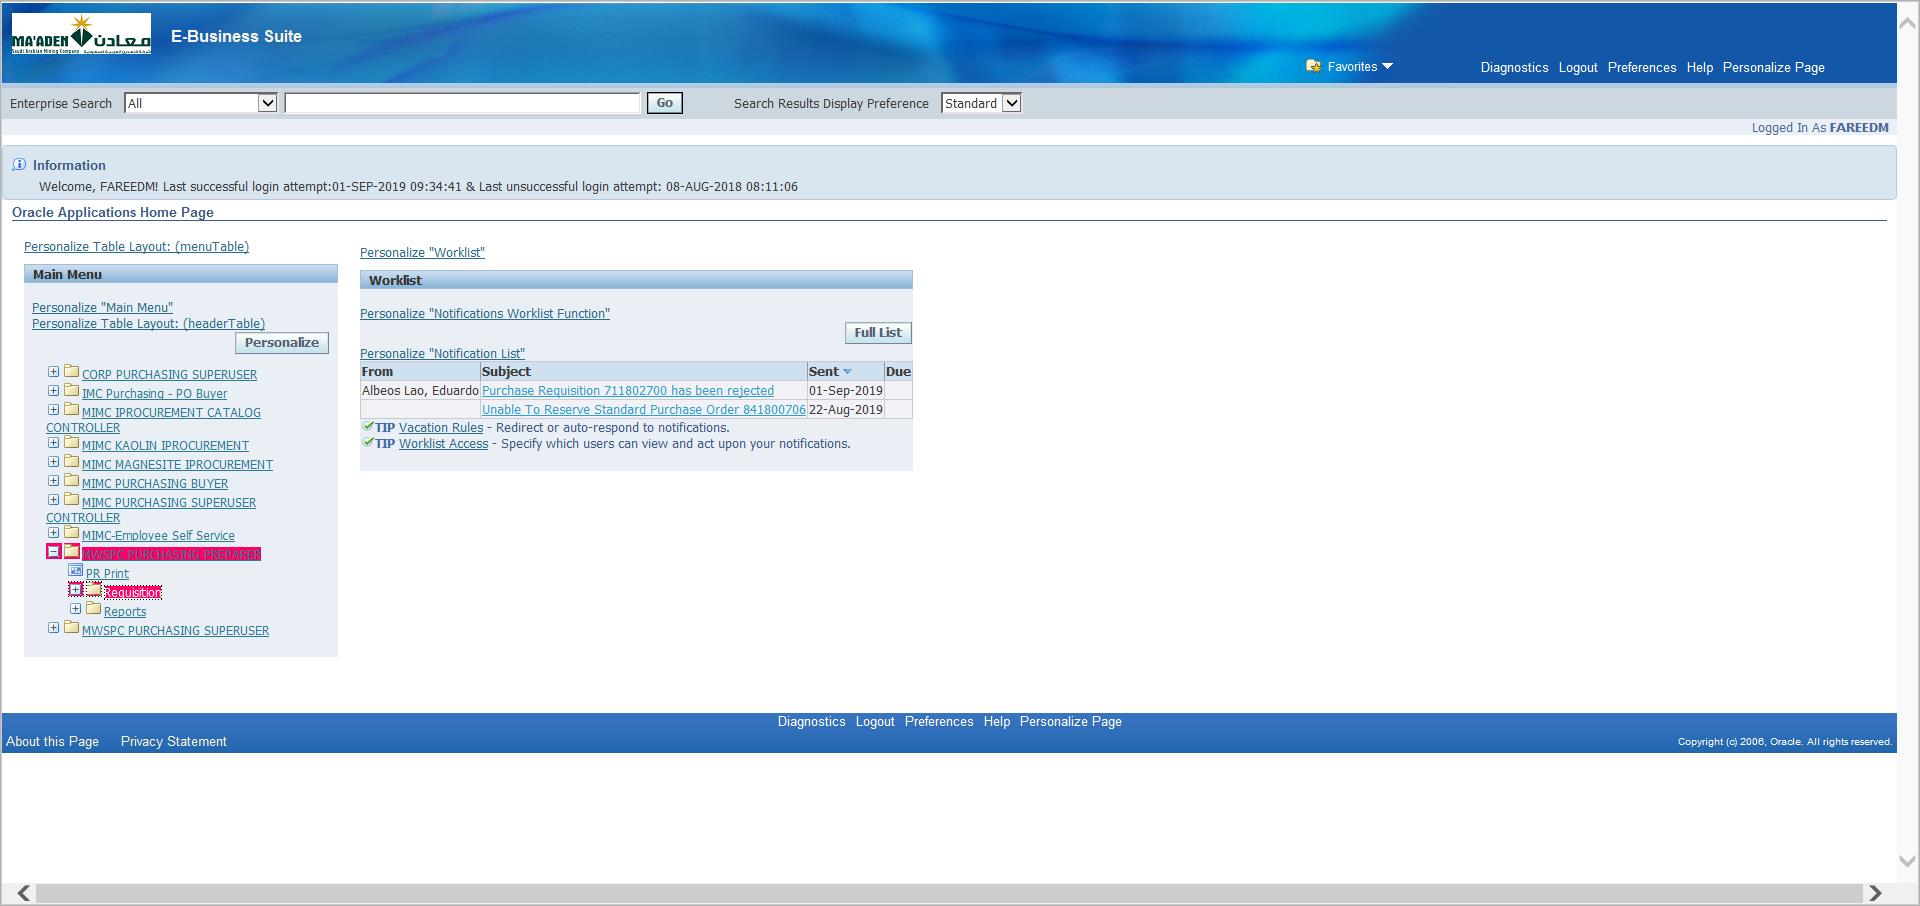 MA'ADEN معادن
Saudi Arabian Mining Company
E-Business Suite
Favorites
Diagnostics Logout Preferences Help Personalize Page
Enterprise Search All Go Search Results Display Preference Standard
Logged In As FAREEDM
Information
Welcome, FAREEDM! Last successful login attempt:01-SEP-2019 09:34:41 & Last unsuccessful login attempt: 08-AUG-2018 08:11:06
Oracle Applications Home Page
Personalize Table Layout: (menuTable)
Main Menu
Personalize "Main Menu"
Personalize Table Layout: (headerTable)
Personalize
CORP PURCHASING SUPERUSER
IMC Purchasing - PO Buyer
MIMC IPROCUREMENT CATALOG
CONTROLLER
MIMC KAOLIN IPROCUREMENT
MIMC MAGNESITE IPROCUREMENT
MIMC PURCHASING BUYER
MIMC PURCHASING SUPERUSER
CONTROLLER
MIMC-Employee Self Service
MWSPC PURCHASING PREPARER
PR Print
Requisition
Reports
MWSPC PURCHASING SUPERUSER
Personalize "Worklist"
Worklist
Personalize "Notifications Worklist Function"
Full List
Personalize "Notification List"
From Subject Sent Due
Albeos Lao, Eduardo Purchase Requisition 711802700 has been rejected 01-Sep-2019
Unable To Reserve Standard Purchase Order 841800706 22-Aug-2019
TIP Vacation Rules - Redirect or auto-respond to notifications.
TIP Worklist Access - Specify which users can view and act upon your notifications.
Diagnostics Logout Preferences Help Personalize Page
About this Page Privacy Statement
Copyright (c) 2006, Oracle. All rights reserved.